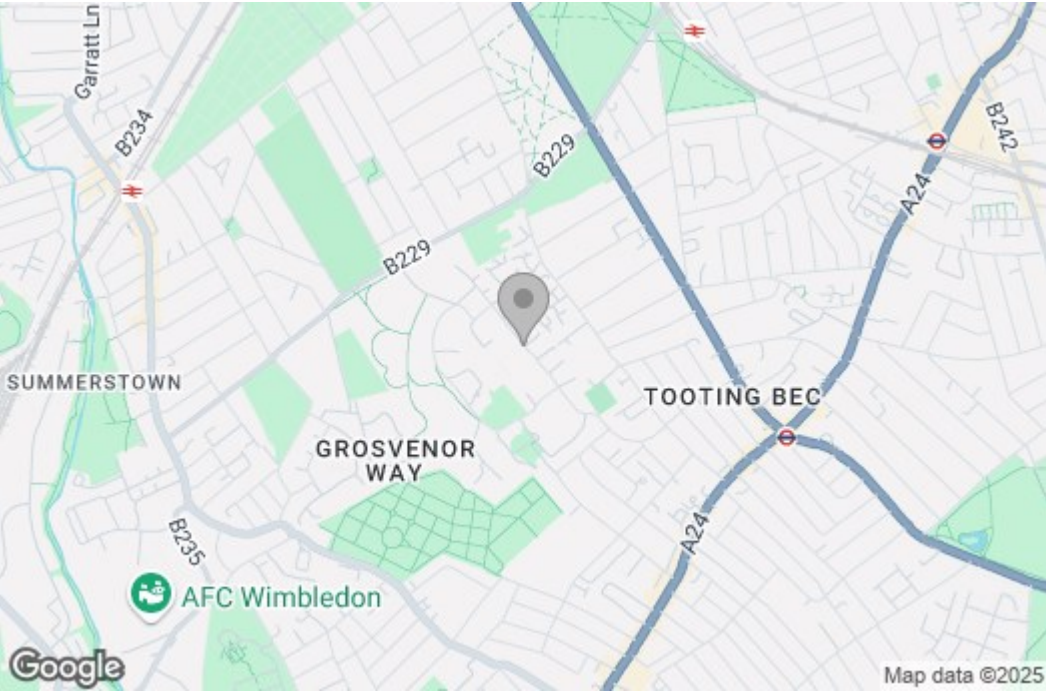 Garratt Ln
B234
B229
B242
A24
B229
SUMMERSTOWN
TOOTING BEC
GROSVENOR
WAY
B235
A24
AFC Wimbledon
Google
Map data ©2025